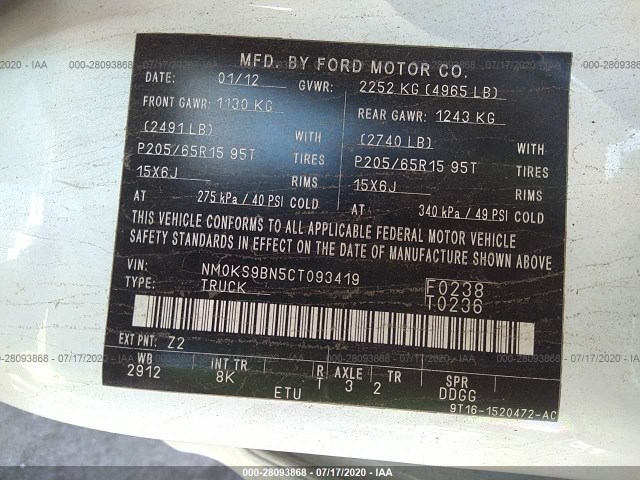 000-28093868 - 07/17/2020 - IAA
MFD. BY FORD MOTOR CO.
DATE: 01/12 GVWR: 2252 KG (4965 LB)
FRONT GAWR: 1130 KG REAR GAWR: 1243 KG
(2491 LB) WITH (2740 LB) WITH
P205/65R15 95T TIRES P205/65R15 95T TIRES
15X6J RIMS 15X6J RIMS
AT 275 kPa / 40 PSI COLD AT 340 kPa / 49 PSI COLD
THIS VEHICLE CONFORMS TO ALL APPLICABLE FEDERAL MOTOR VEHICLE
SAFETY STANDARDS IN EFFECT ON THE DATE OF MANUFACTURE SHOWN ABOVE
VIN: NM0KS9BN5CT093419 F0238
TYPE: TRUCK T0236
EXT PNT: Z2
WB INT TR R AXLE TR SPR
2912 8K T 3 2 DDGG
ETU
9T16-1520472-AC
000-28093868 - 07/17/2020 - IAA